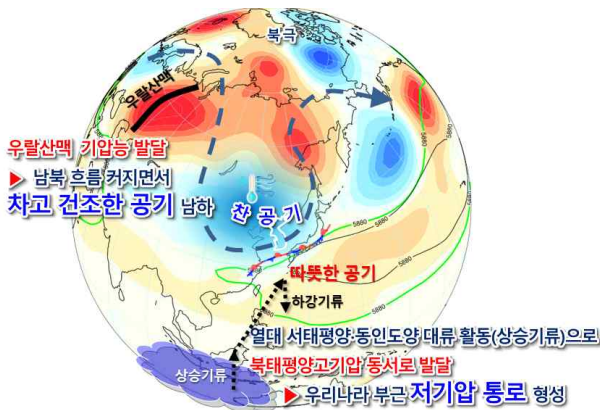 북극
우랄산맥
우랄산맥 기압능 발달
▶ 남북 흐름 커지면서
차고 건조한 공기 남하
찬 공기
5880
5880
5880
5880
5880
따뜻한 공기
하강기류
열대 서태평양·동인도양 대류 활동(상승기류)으로
북태평양고기압 동서로 발달
상승기류
▶ 우리나라 부근 저기압 통로 형성